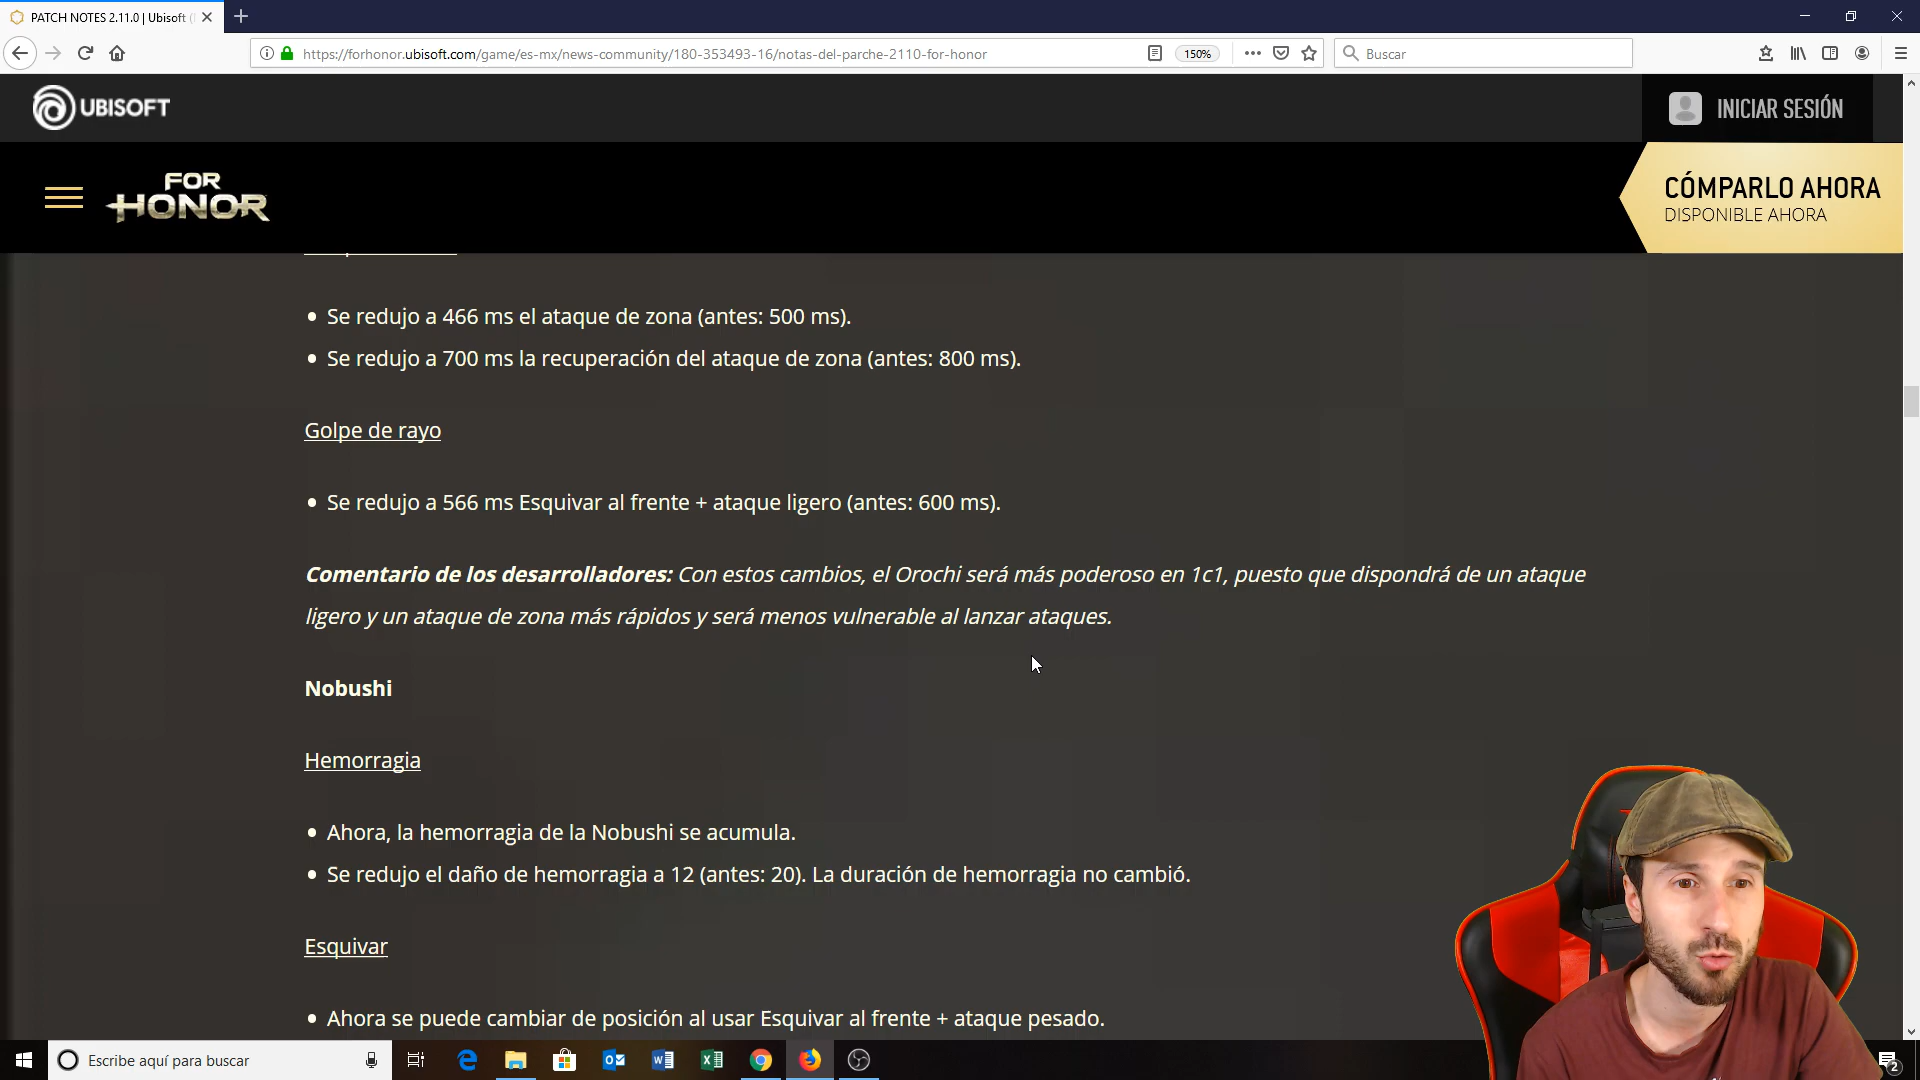 PATCH NOTES 2.11.0 | Ubisoft (
https://forhonor.ubisoft.com/game/es-mx/news-community/180-353493-16/notas-del-parche-2110-for-honor
150%
Buscar
UBISOFT
INICIAR SESIÓN
FOR
HONOR
CÓMPARLO AHORA
DISPONIBLE AHORA
• Se redujo a 466 ms el ataque de zona (antes: 500 ms).
• Se redujo a 700 ms la recuperación del ataque de zona (antes: 800 ms).
Golpe de rayo
• Se redujo a 566 ms Esquivar al frente + ataque ligero (antes: 600 ms).
Comentario de los desarrolladores: Con estos cambios, el Orochi será más poderoso en 1c1, puesto que dispondrá de un ataque
ligero y un ataque de zona más rápidos y será menos vulnerable al lanzar ataques.
Nobushi
Hemorragia
• Ahora, la hemorragia de la Nobushi se acumula.
• Se redujo el daño de hemorragia a 12 (antes: 20). La duración de hemorragia no cambió.
Esquivar
• Ahora se puede cambiar de posición al usar Esquivar al frente + ataque pesado.
Escribe aquí para buscar
2